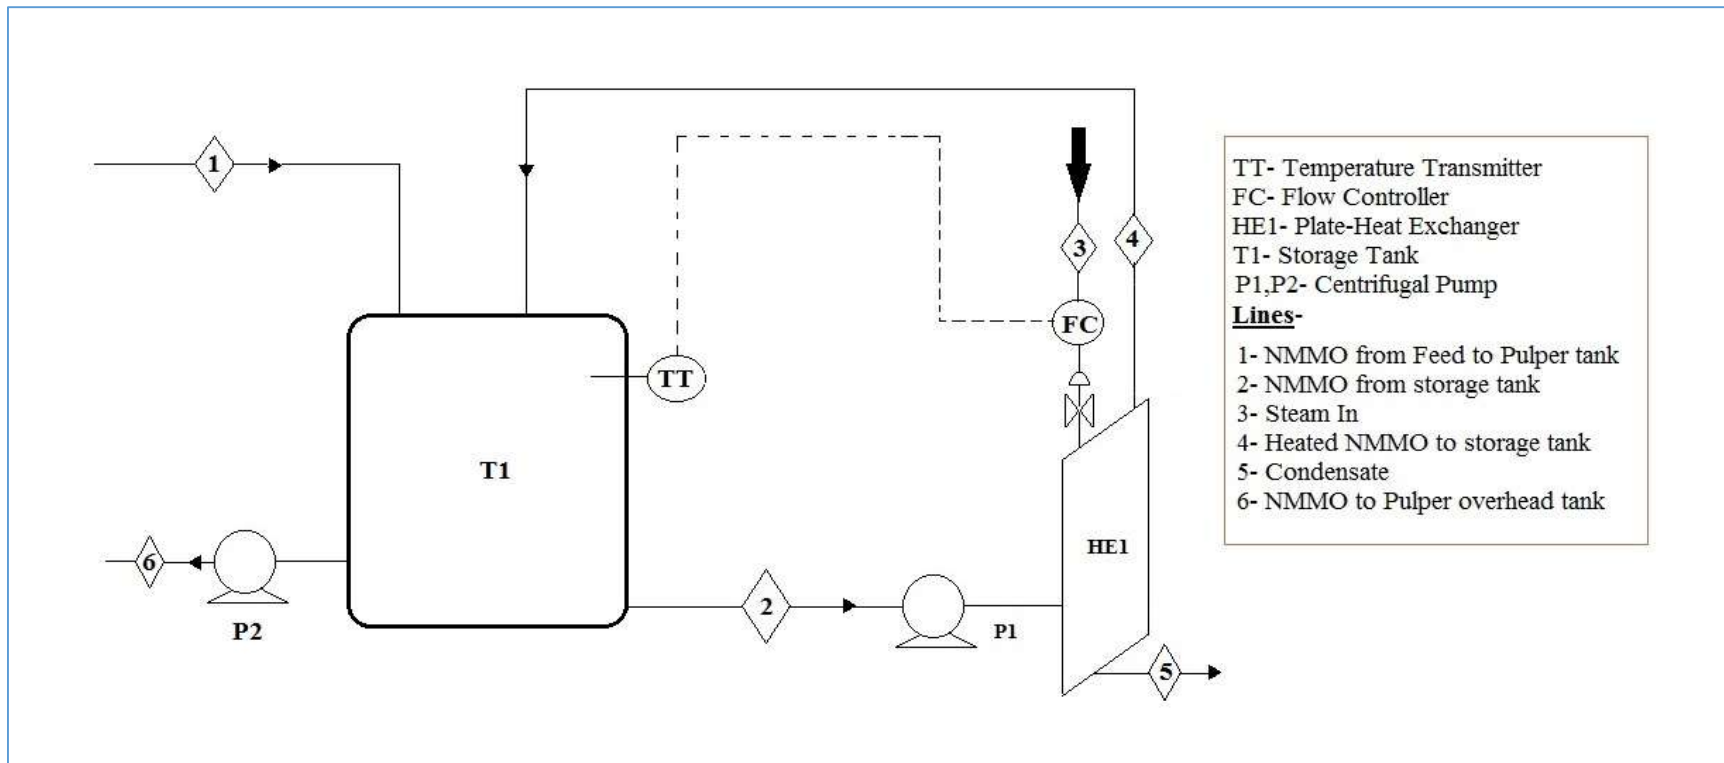 1
3
4
FC
TT
T1
HE1
6
P2
2
P1
5
TT- Temperature Transmitter
FC- Flow Controller
HE1- Plate-Heat Exchanger
T1- Storage Tank
P1,P2- Centrifugal Pump
Lines-
1- NMMO from Feed to Pulper tank
2- NMMO from storage tank
3- Steam In
4- Heated NMMO to storage tank
5- Condensate
6- NMMO to Pulper overhead tank